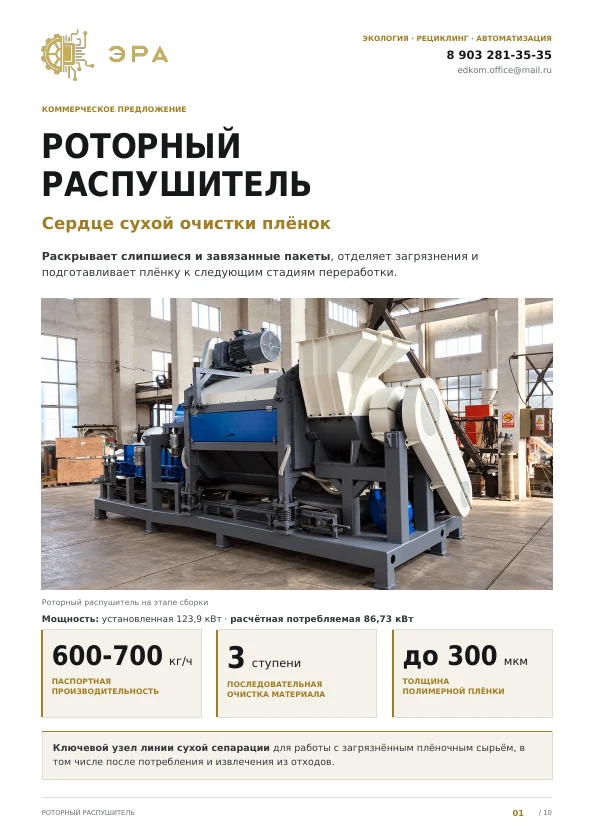 ЭРА
ЭКОЛОГИЯ · РЕЦИКЛИНГ · АВТОМАТИЗАЦИЯ
8 903 281-35-35
edkom.office@mail.ru
КОММЕРЧЕСКОЕ ПРЕДЛОЖЕНИЕ
РОТОРНЫЙ
РАСПУШИТЕЛЬ
Сердце сухой очистки плёнок
Раскрывает слипшиеся и завязанные пакеты, отделяет загрязнения и
подготавливает плёнку к следующим стадиям переработки.
Роторный распушитель на этапе сборки
Мощность: установленная 123,9 кВт · расчётная потребляемая 86,73 кВт
600-700 кг/ч
ПАСПОРТНАЯ
ПРОИЗВОДИТЕЛЬНОСТЬ
3 ступени
ПОСЛЕДОВАТЕЛЬНАЯ
ОЧИСТКА МАТЕРИАЛА
до 300 мкм
ТОЛЩИНА
ПОЛИМЕРНОЙ ПЛЁНКИ
Ключевой узел линии сухой сепарации для работы с загрязнённым плёночным сырьём, в
том числе после потребления и извлечения из отходов.
РОТОРНЫЙ РАСПУШИТЕЛЬ
01 / 10